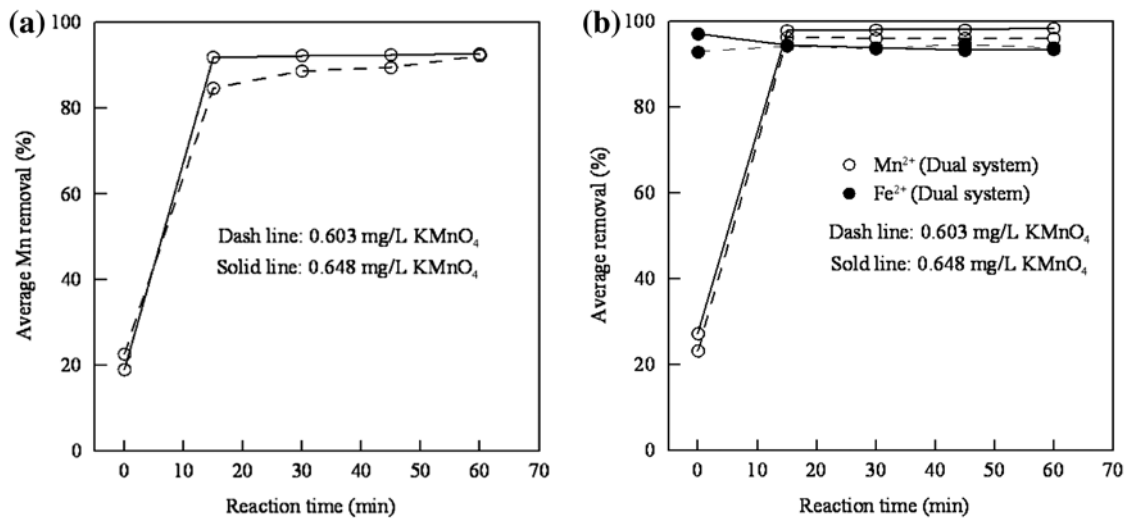 (a)
100
80
60
40
20
0
Average Mn removal (%)
Dash line: 0.603 mg/L KMnO₄
Solid line: 0.648 mg/L KMnO₄
0 10 20 30 40 50 60 70
Reaction time (min)
(b)
100
80
60
40
20
0
Average removal (%)
Mn²⁺ (Dual system)
Fe²⁺ (Dual system)
Dash line: 0.603 mg/L KMnO₄
Sold line: 0.648 mg/L KMnO₄
0 10 20 30 40 50 60 70
Reaction time (min)